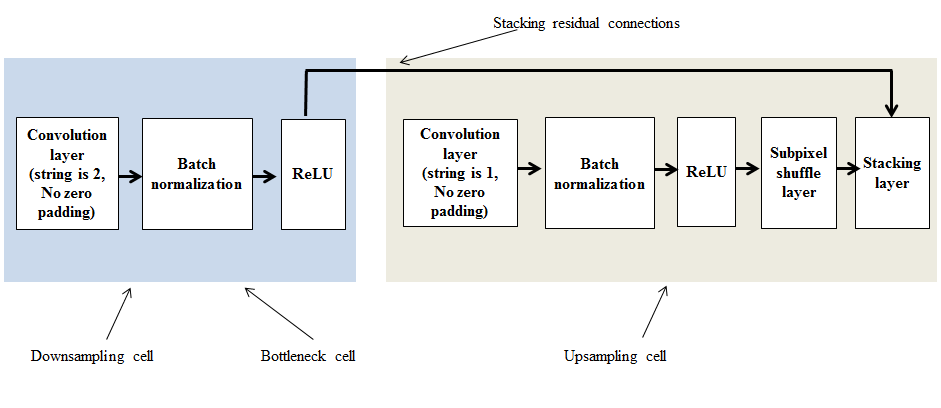 Stacking residual connections
Convolution
layer
(string is 2,
No zero
padding)
Batch
normalization
ReLU
Convolution
layer
(string is 1,
No zero
padding)
Batch
normalization
ReLU
Subpixel
shuffle
layer
Stacking
layer
Downsampling cell
Bottleneck cell
Upsampling cell